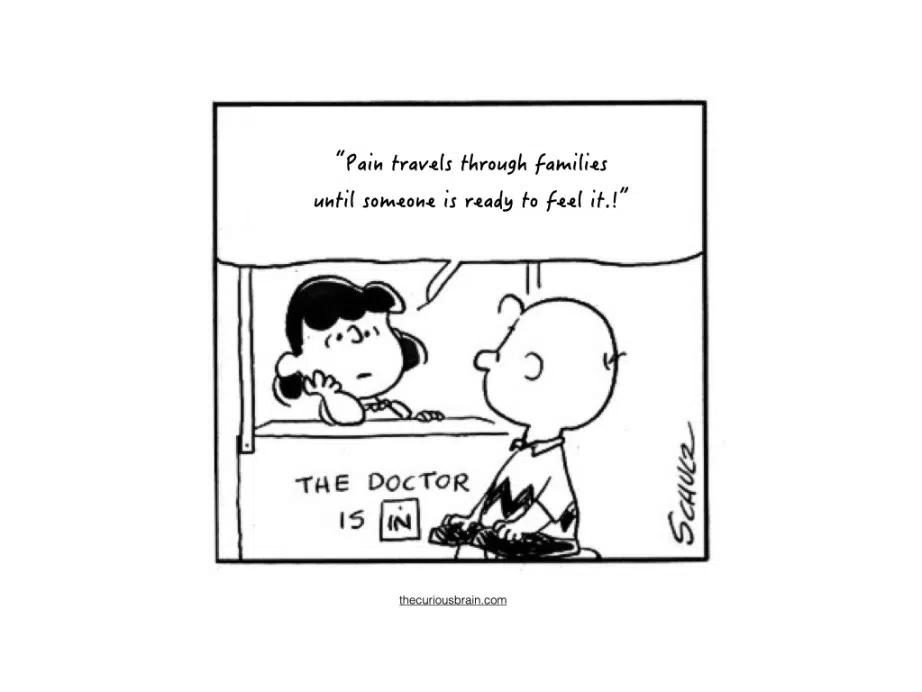 “Pain travels through families
until someone is ready to feel it.!”
THE DOCTOR
IS IN
SCHULZ
thecuriousbrain.com